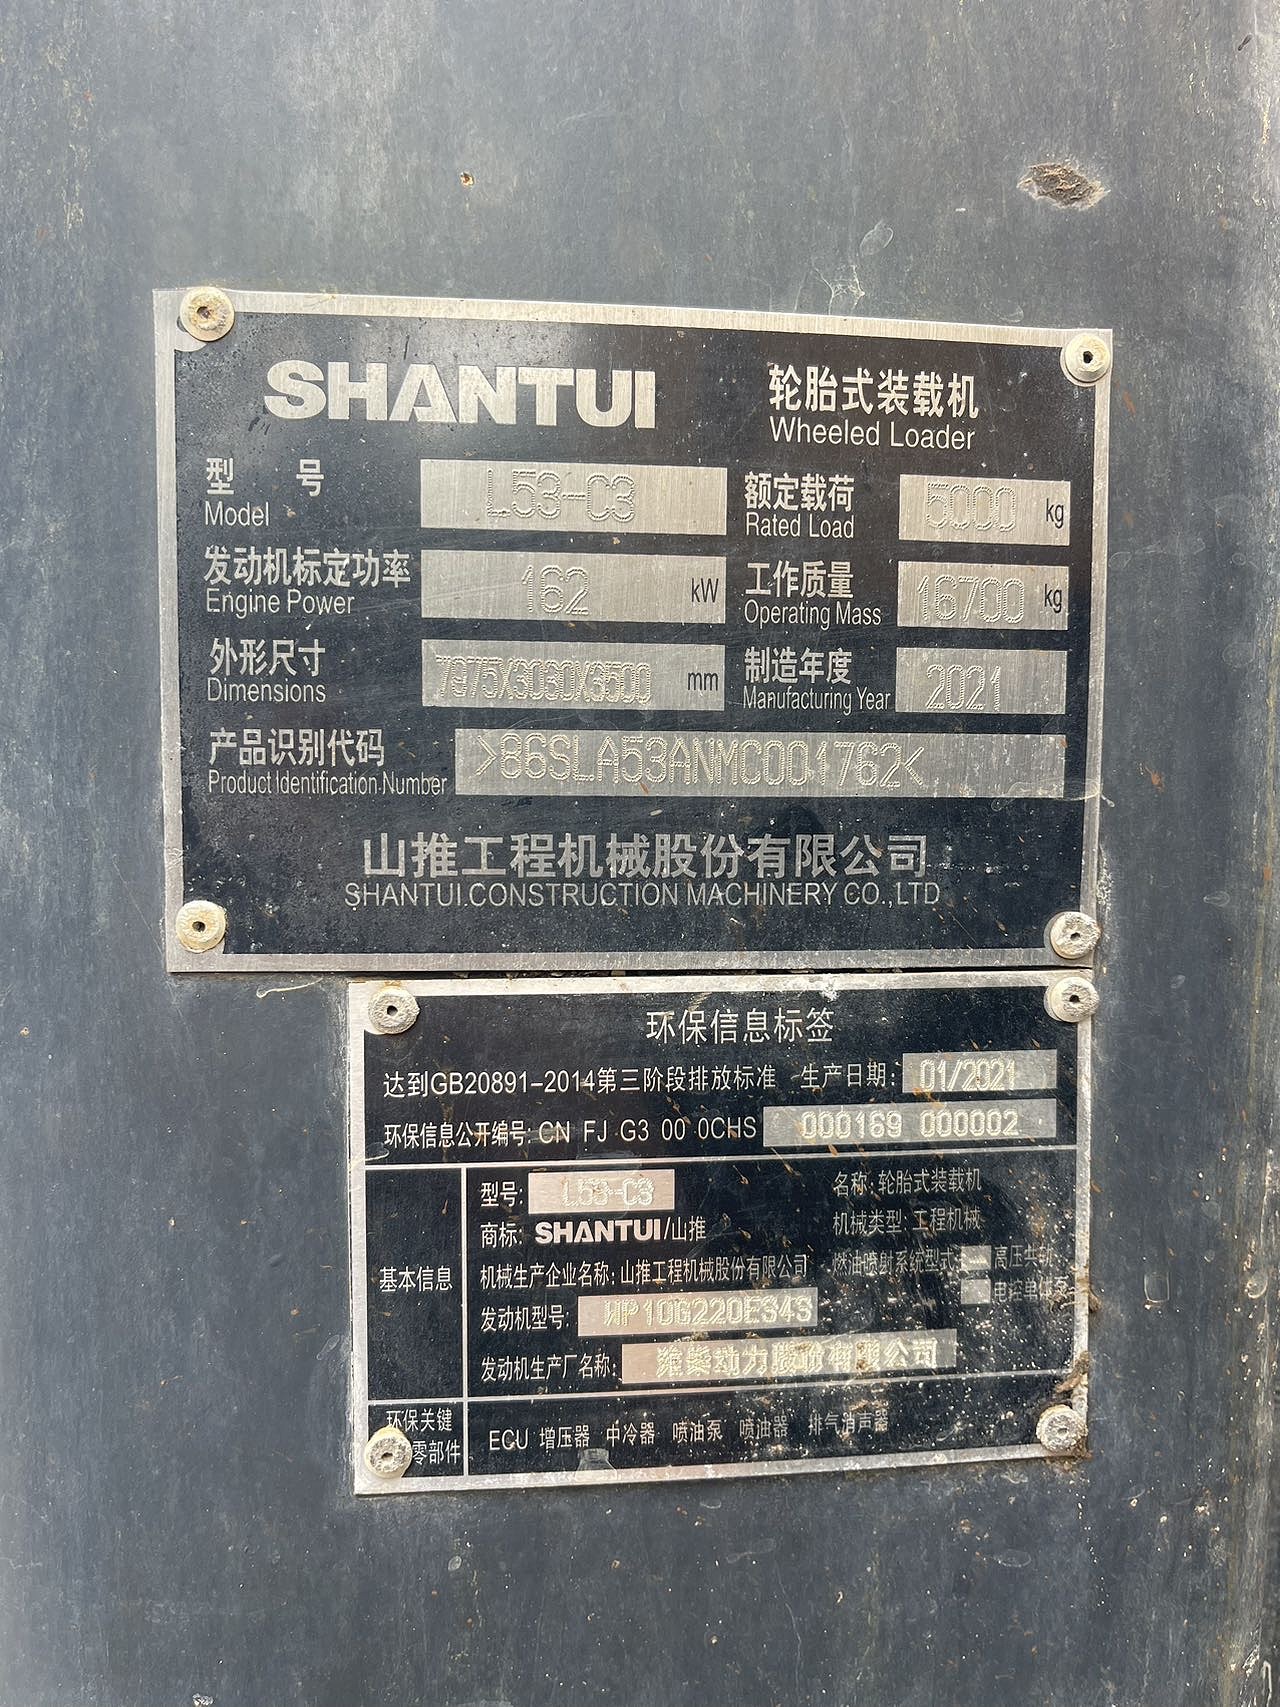 SHANTUI
轮胎式装载机
Wheeled Loader
型 号 L53-C3
Model
额定载荷 5000 kg
Rated Load
发动机标定功率 162 kW
Engine Power
工作质量 16700 kg
Operating Mass
外形尺寸 7975X3030X3500 mm
Dimensions
制造年度 2021
Manufacturing Year
产品识别代码 >86SLA53ANMC001762<
Product Identification Number
山推工程机械股份有限公司
SHANTUI CONSTRUCTION MACHINERY CO.,LTD
环保信息标签
达到GB20891-2014第三阶段排放标准 生产日期: 01/2021
环保信息公开编号: CN FJ G3 00 0CHS 000169 000002
基本信息
型号: L53-C3
名称: 轮胎式装载机
商标: SHANTUI/山推
机械类型: 工程机械
机械生产企业名称: 山推工程机械股份有限公司
燃油喷射系统型式: 高压共轨
电控单体泵
发动机型号: WP10G220E343
发动机生产厂名称: 潍柴动力股份有限公司
环保关键
零部件
ECU 增压器 中冷器 喷油泵 喷油器 排气消声器